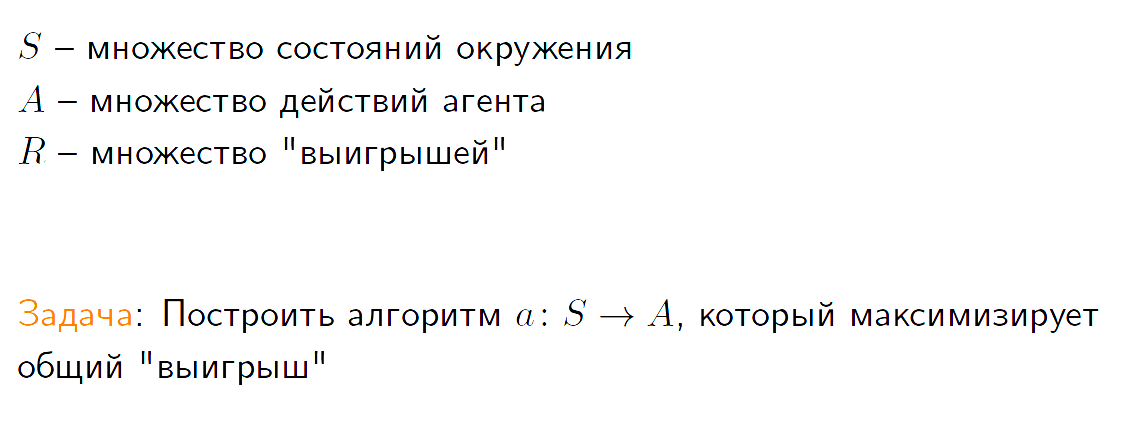 S – множество состояний окружения
A – множество действий агента
R – множество "выигрышей"
Задача: Построить алгоритм a: S → A, который максимизирует
общий "выигрыш"